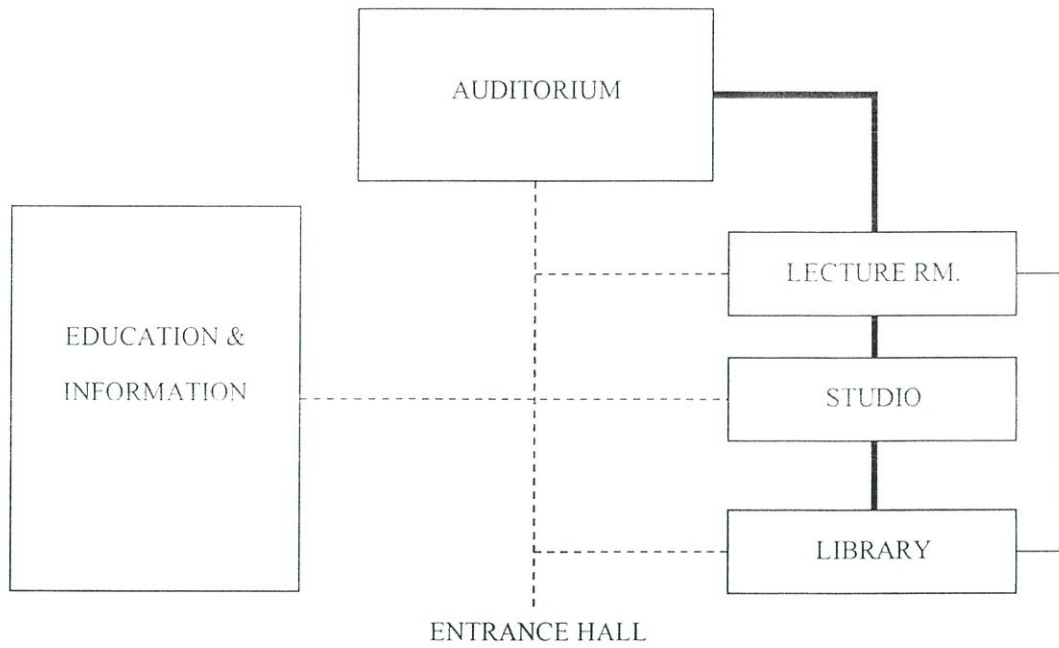 AUDITORIUM
LECTURE RM.
EDUCATION &
INFORMATION
STUDIO
LIBRARY
ENTRANCE HALL